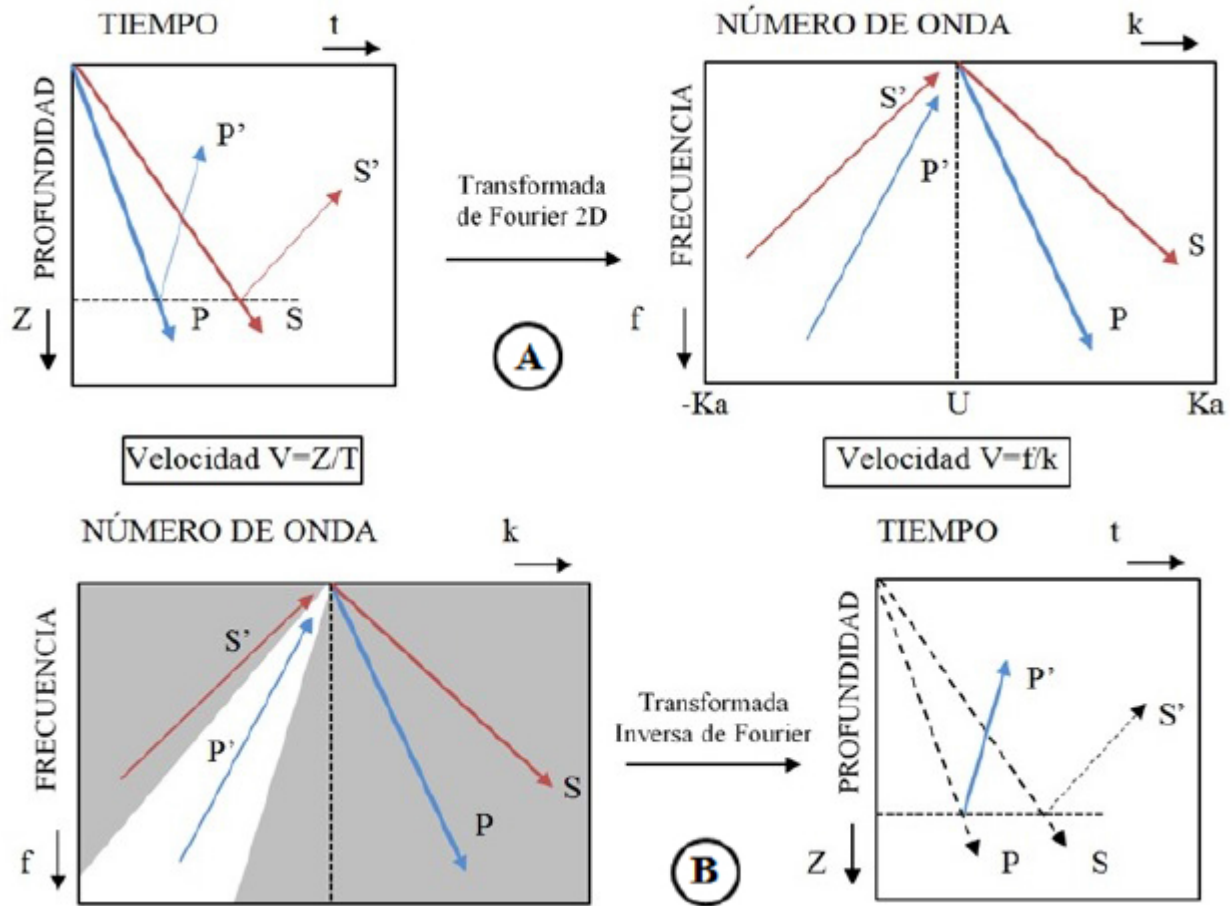 TIEMPO t
PROFUNDIDAD
Z
P'
S'
P S
Transformada
de Fourier 2D
A
NÚMERO DE ONDA k
FRECUENCIA
f
S'
P'
S
P
-Ka U Ka
Velocidad V=Z/T
Velocidad V=f/k
NÚMERO DE ONDA k
FRECUENCIA
f
S'
P'
S
P
Transformada
Inversa de Fourier
B
TIEMPO t
PROFUNDIDAD
Z
P'
S'
P S